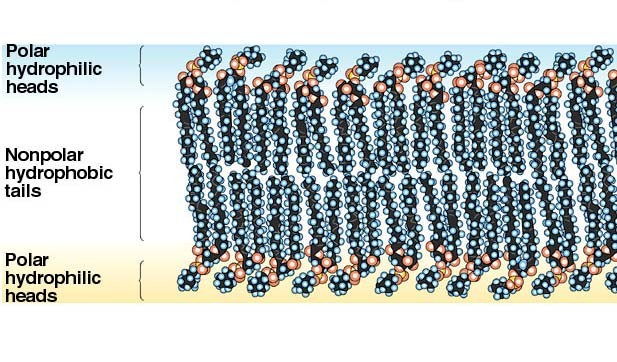 Polar
hydrophilic
heads
Nonpolar
hydrophobic
tails
Polar
hydrophilic
heads